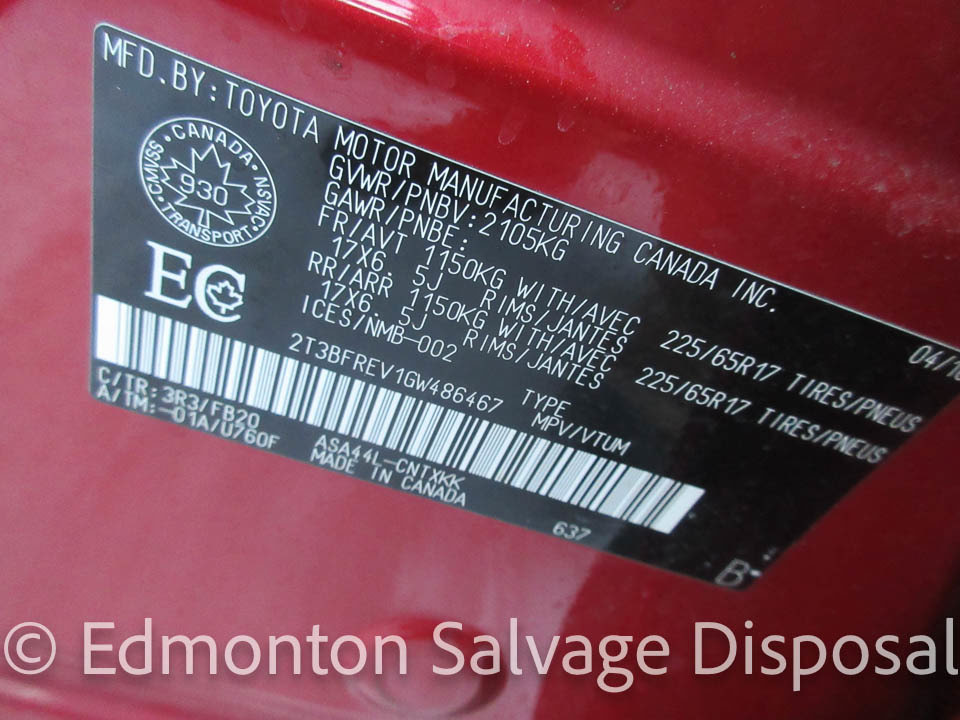 MFD.BY:TOYOTA MOTOR MANUFACTURING CANADA INC.
04/16
CANADA
CMVSS NSVAC
930
TRANSPORT
GVWR/PNBV:2105KG
GAWR/PNBE:
FR/AVT 1150KG WITH/AVEC 225/65R17 TIRES/PNEUS
17X6. 5J RIMS/JANTES
RR/ARR 1150KG WITH/AVEC 225/65R17 TIRES/PNEUS
17X6. 5J RIMS/JANTES
ICES/NMB-002
EC
2T3BFREV1GW486467 TYPE
MPV/VTUM
C/TR:3R3/FB20
A/TM:-01A/U760F
ASA44L-CNTXKK
MADE IN CANADA
637
B
© Edmonton Salvage Disposal